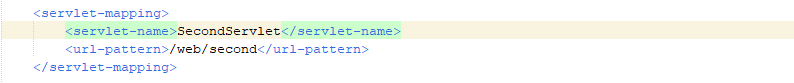 <servlet-mapping>
<servlet-name>SecondServlet</servlet-name>
<url-pattern>/web/second</url-pattern>
</servlet-mapping>